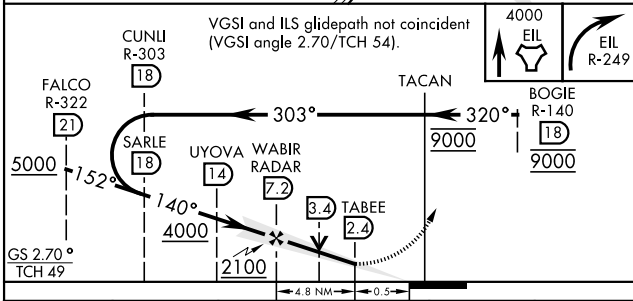 VGSI and ILS glidepath not coincident
(VGSI angle 2.70/TCH 54).
4000
EIL
EIL
R-249
CUNLI
R-303
18
FALCO
R-322
21
TACAN
BOGIE
R-140
18
9000
303°
320°
9000
SARLE
18
UYOVA
14
WABIR
RADAR
7.2
3.4
TABEE
2.4
5000
152°
140°
4000
2100
GS 2.70°
TCH 49
4.8 NM
0.5